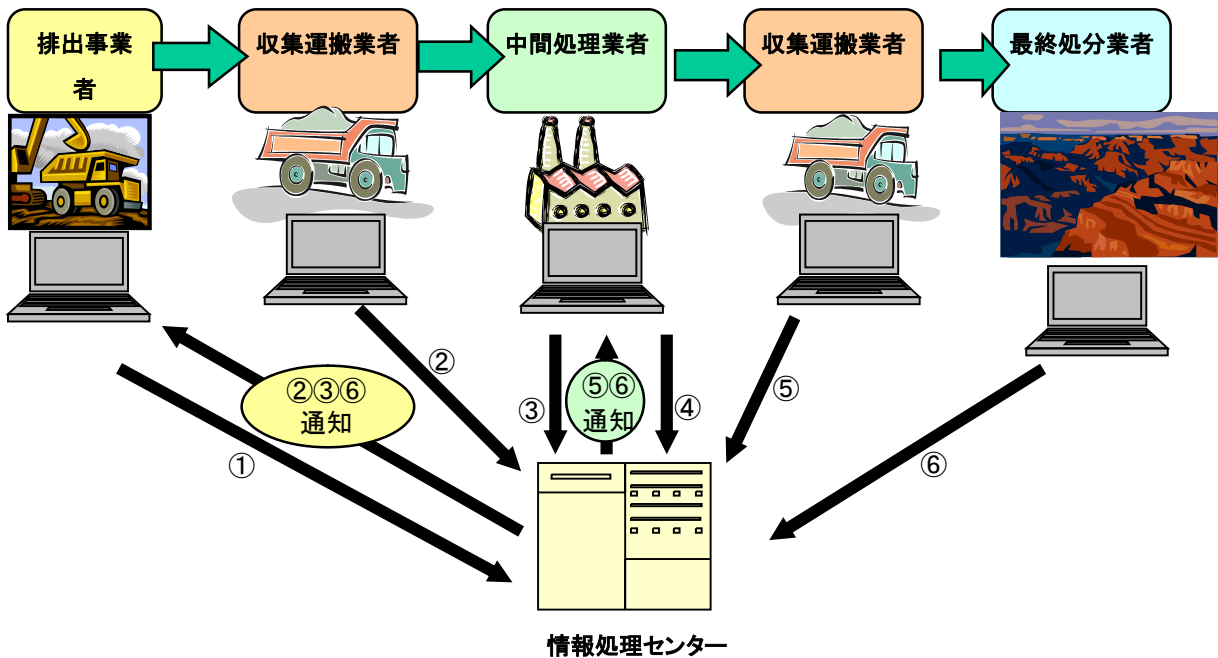 排出事業
者
収集運搬業者
中間処理業者
収集運搬業者
最終処分業者
②
②③⑥
通知
①
③
⑤⑥
通知
④
⑤
⑥
情報処理センター